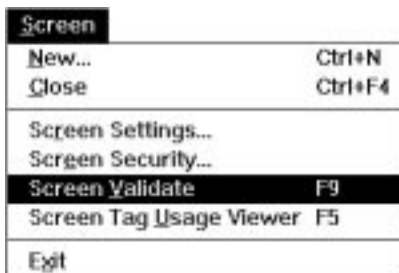 Screen
New... Ctrl+N
Close Ctrl+F4
Screen Settings...
Screen Security...
Screen Validate F9
Screen Tag Usage Viewer F5
Exit